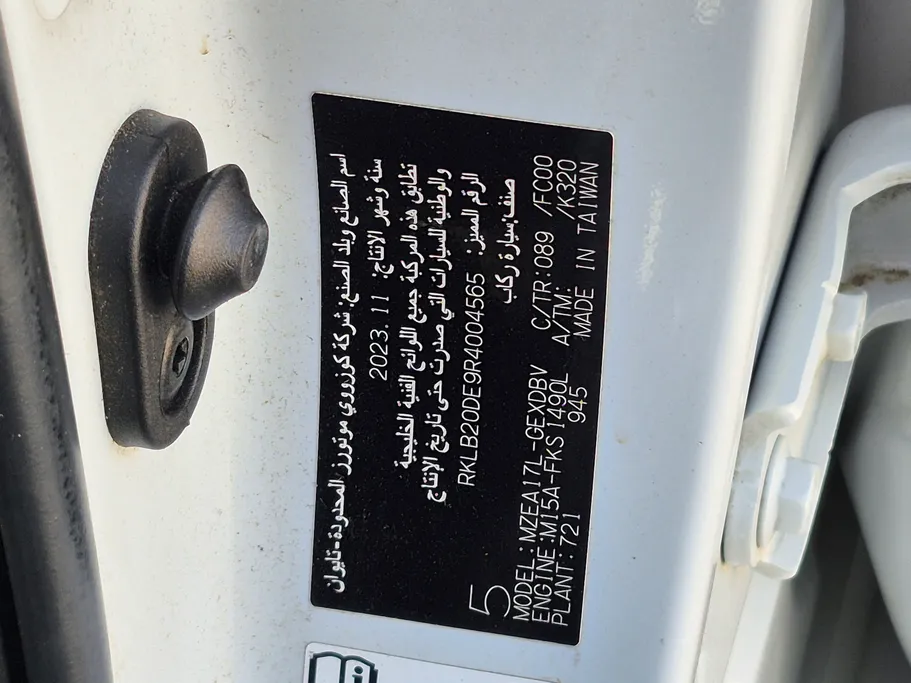 اسم الصانع وبلد الصنع: شركة كوزروي موتورز المحدودة-تايوان
سنة وشهر الانتاج: 2023.11
تطابق هذه المركبة جميع اللوائح الفنية الخليجية
والوطنية للسيارات التي صدرت حتى تاريخ الإنتاج
الرقم المميز: RKLB20DE9R4004565
صنف:سيارة ركاب
5
MODEL:MZEA17L-GEXDBV C/TR:089 /FC00
ENGINE:M15A-FKS 1490L A/TM: /K320
PLANT:721 945 MADE IN TAIWAN
i